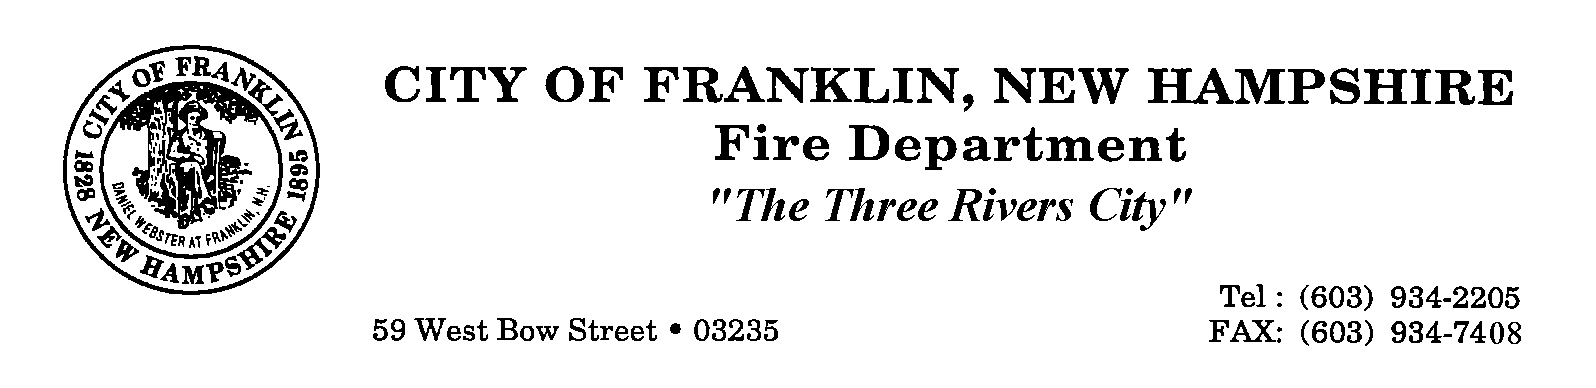 CITY OF FRANKLIN
1828 NEW HAMPSHIRE 1895
DANIEL WEBSTER AT FRANKLIN, N.H.
CITY OF FRANKLIN, NEW HAMPSHIRE
Fire Department
"The Three Rivers City"
Tel : (603) 934-2205
59 West Bow Street • 03235
FAX: (603) 934-7408